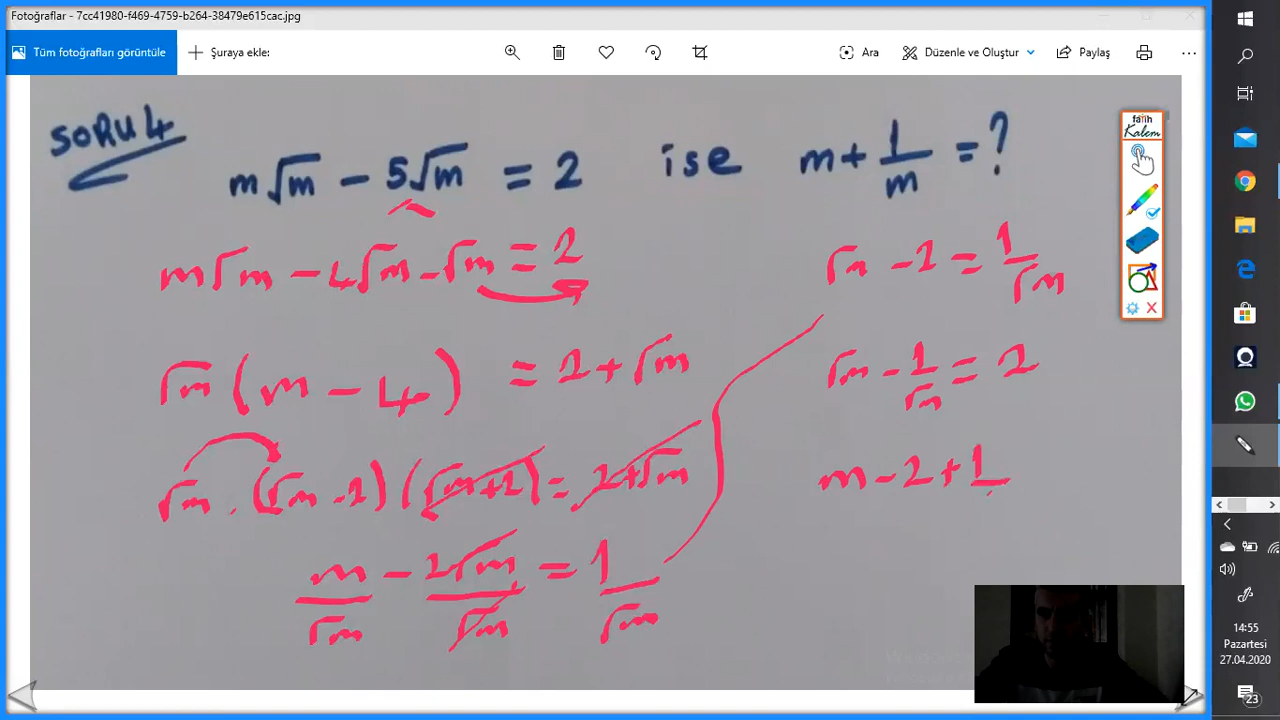 Fotoğraflar - 7cc41980-f469-4759-b264-38479e615cac.jpg
Tüm fotoğrafları görüntüle
Şuraya ekle:
Ara
Düzenle ve Oluştur
Paylaş
SORU 4
m√m - 5√m = 2 ise m + 1/m = ?
m√m - 4√m - √m = 2
√m (m - 4) = 2 + √m
√m . (√m - 2) (√m + 2) = 2 + √m
m/√m - 2√m/√m = 1/√m
√m - 2 = 1/√m
√m - 1/√m = 2
m - 2 + 1
fatih
Kalem
14:55
Pazartesi
27.04.2020
23